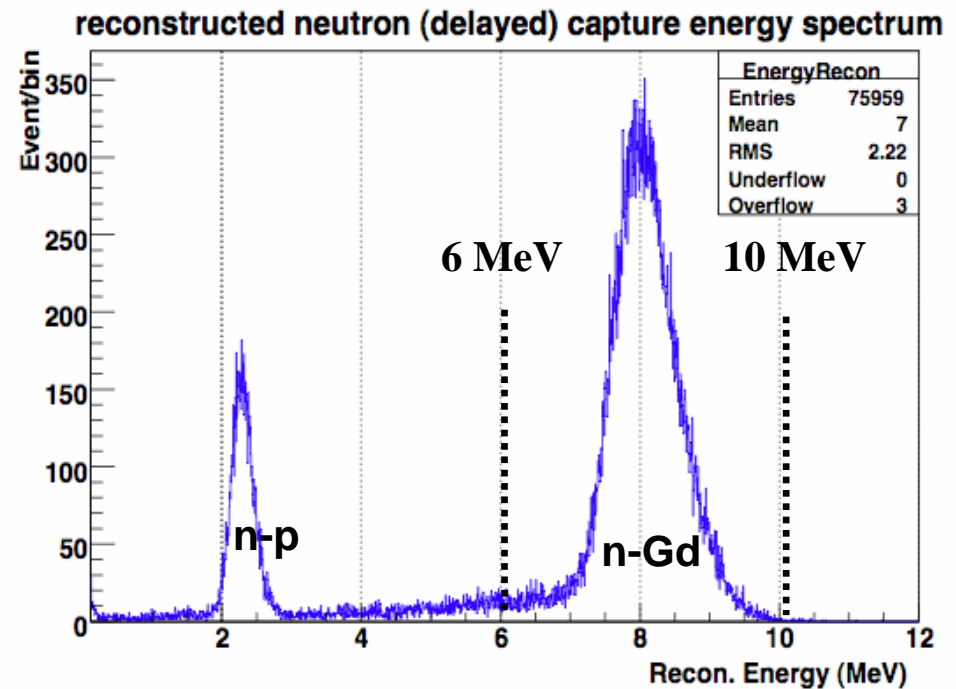 reconstructed neutron (delayed) capture energy spectrum
Event/bin
350
300
250
200
150
100
50
0
EnergyRecon
Entries 75959
Mean 7
RMS 2.22
Underflow 0
Overflow 3
6 MeV
10 MeV
n-p
n-Gd
2 4 6 8 10 12
Recon. Energy (MeV)